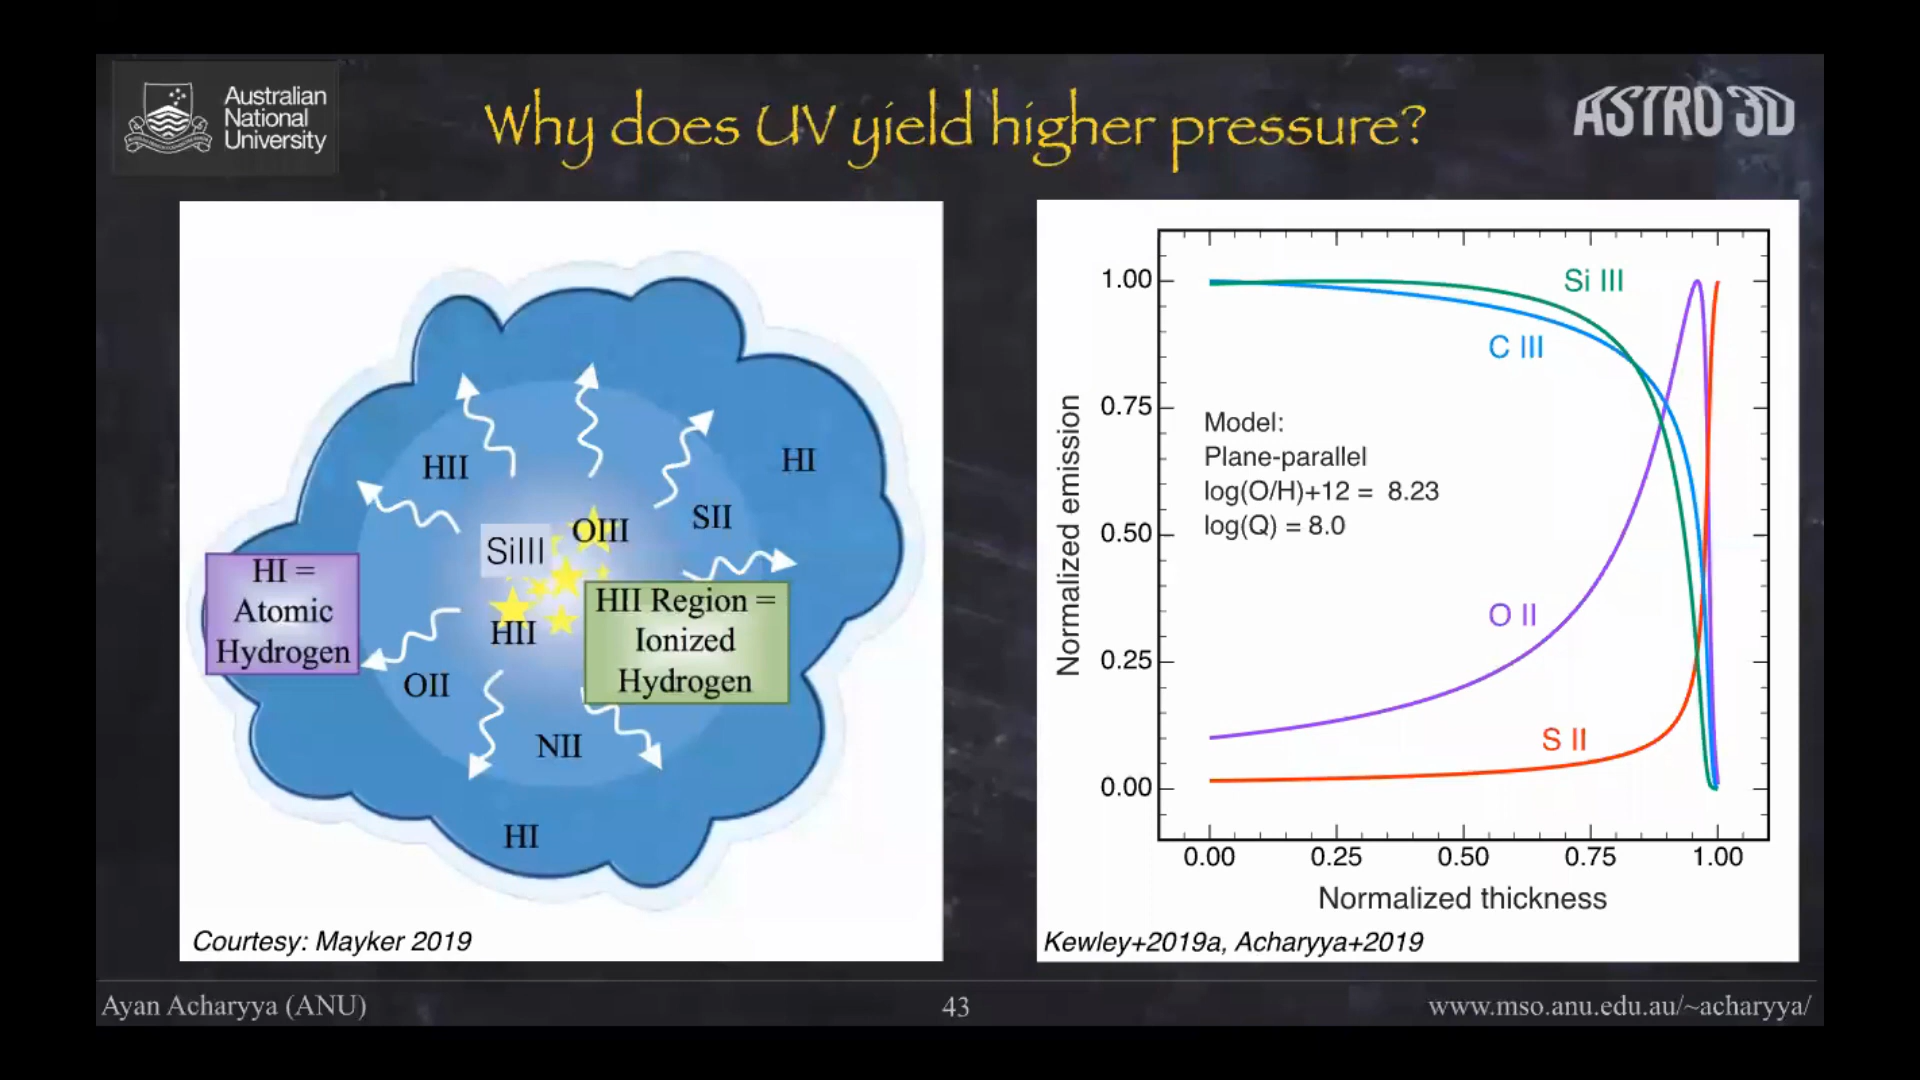 Australian
National
University
Why does UV yield higher pressure?
ASTRO 3D
HII
HI
SiIII
OIII
SII
HI =
Atomic
Hydrogen
HII
HII Region =
Ionized
Hydrogen
OII
NII
HI
Courtesy: Mayker 2019
Normalized emission
1.00
0.75
0.50
0.25
0.00
Si III
C III
Model:
Plane-parallel
log(O/H)+12 = 8.23
log(Q) = 8.0
O II
S II
0.00 0.25 0.50 0.75 1.00
Normalized thickness
Kewley+2019a, Acharyya+2019
Ayan Acharyya (ANU)
43
www.mso.anu.edu.au/~acharyya/